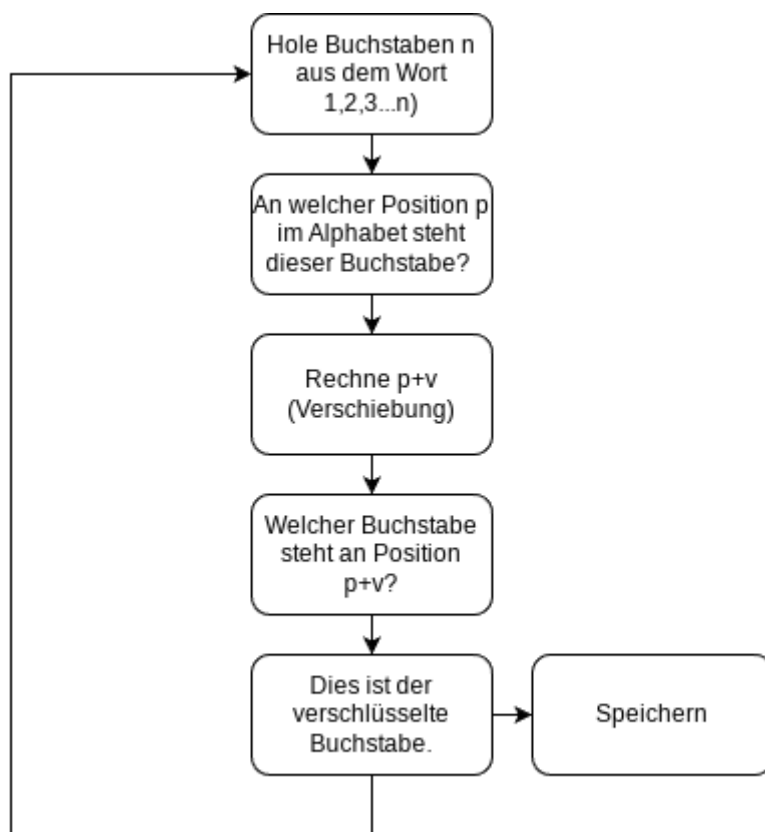 Hole Buchstaben n
aus dem Wort
1,2,3...n)
An welcher Position p
im Alphabet steht
dieser Buchstabe?
Rechne p+v
(Verschiebung)
Welcher Buchstabe
steht an Position
p+v?
Dies ist der
verschlüsselte
Buchstabe.
Speichern